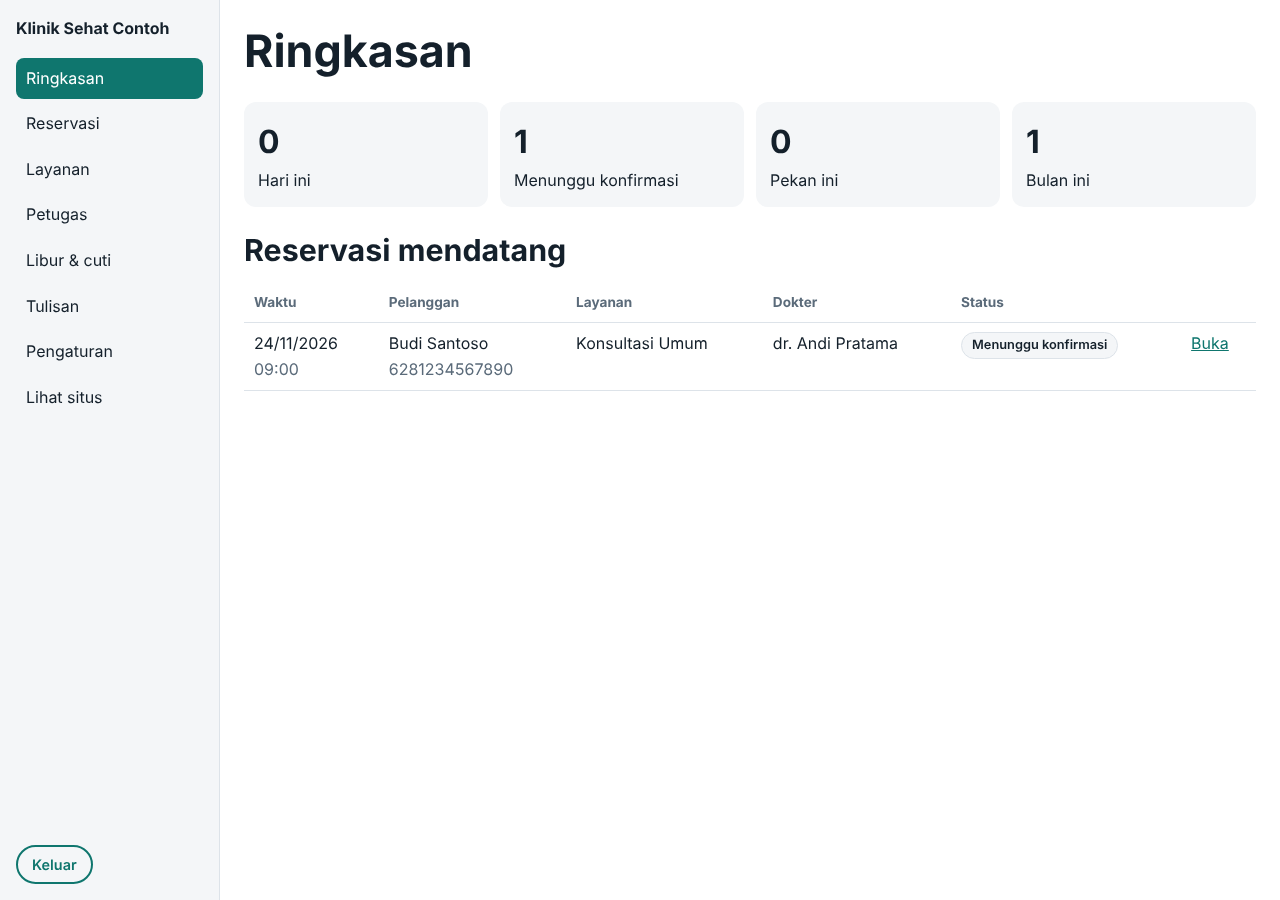 Klinik Sehat Contoh
Ringkasan
Reservasi
Layanan
Petugas
Libur & cuti
Tulisan
Pengaturan
Lihat situs
Keluar
Ringkasan
0
Hari ini
1
Menunggu konfirmasi
0
Pekan ini
1
Bulan ini
Reservasi mendatang
Waktu Pelanggan Layanan Dokter Status
24/11/2026 Budi Santoso Konsultasi Umum dr. Andi Pratama Menunggu konfirmasi Buka
09:00 6281234567890